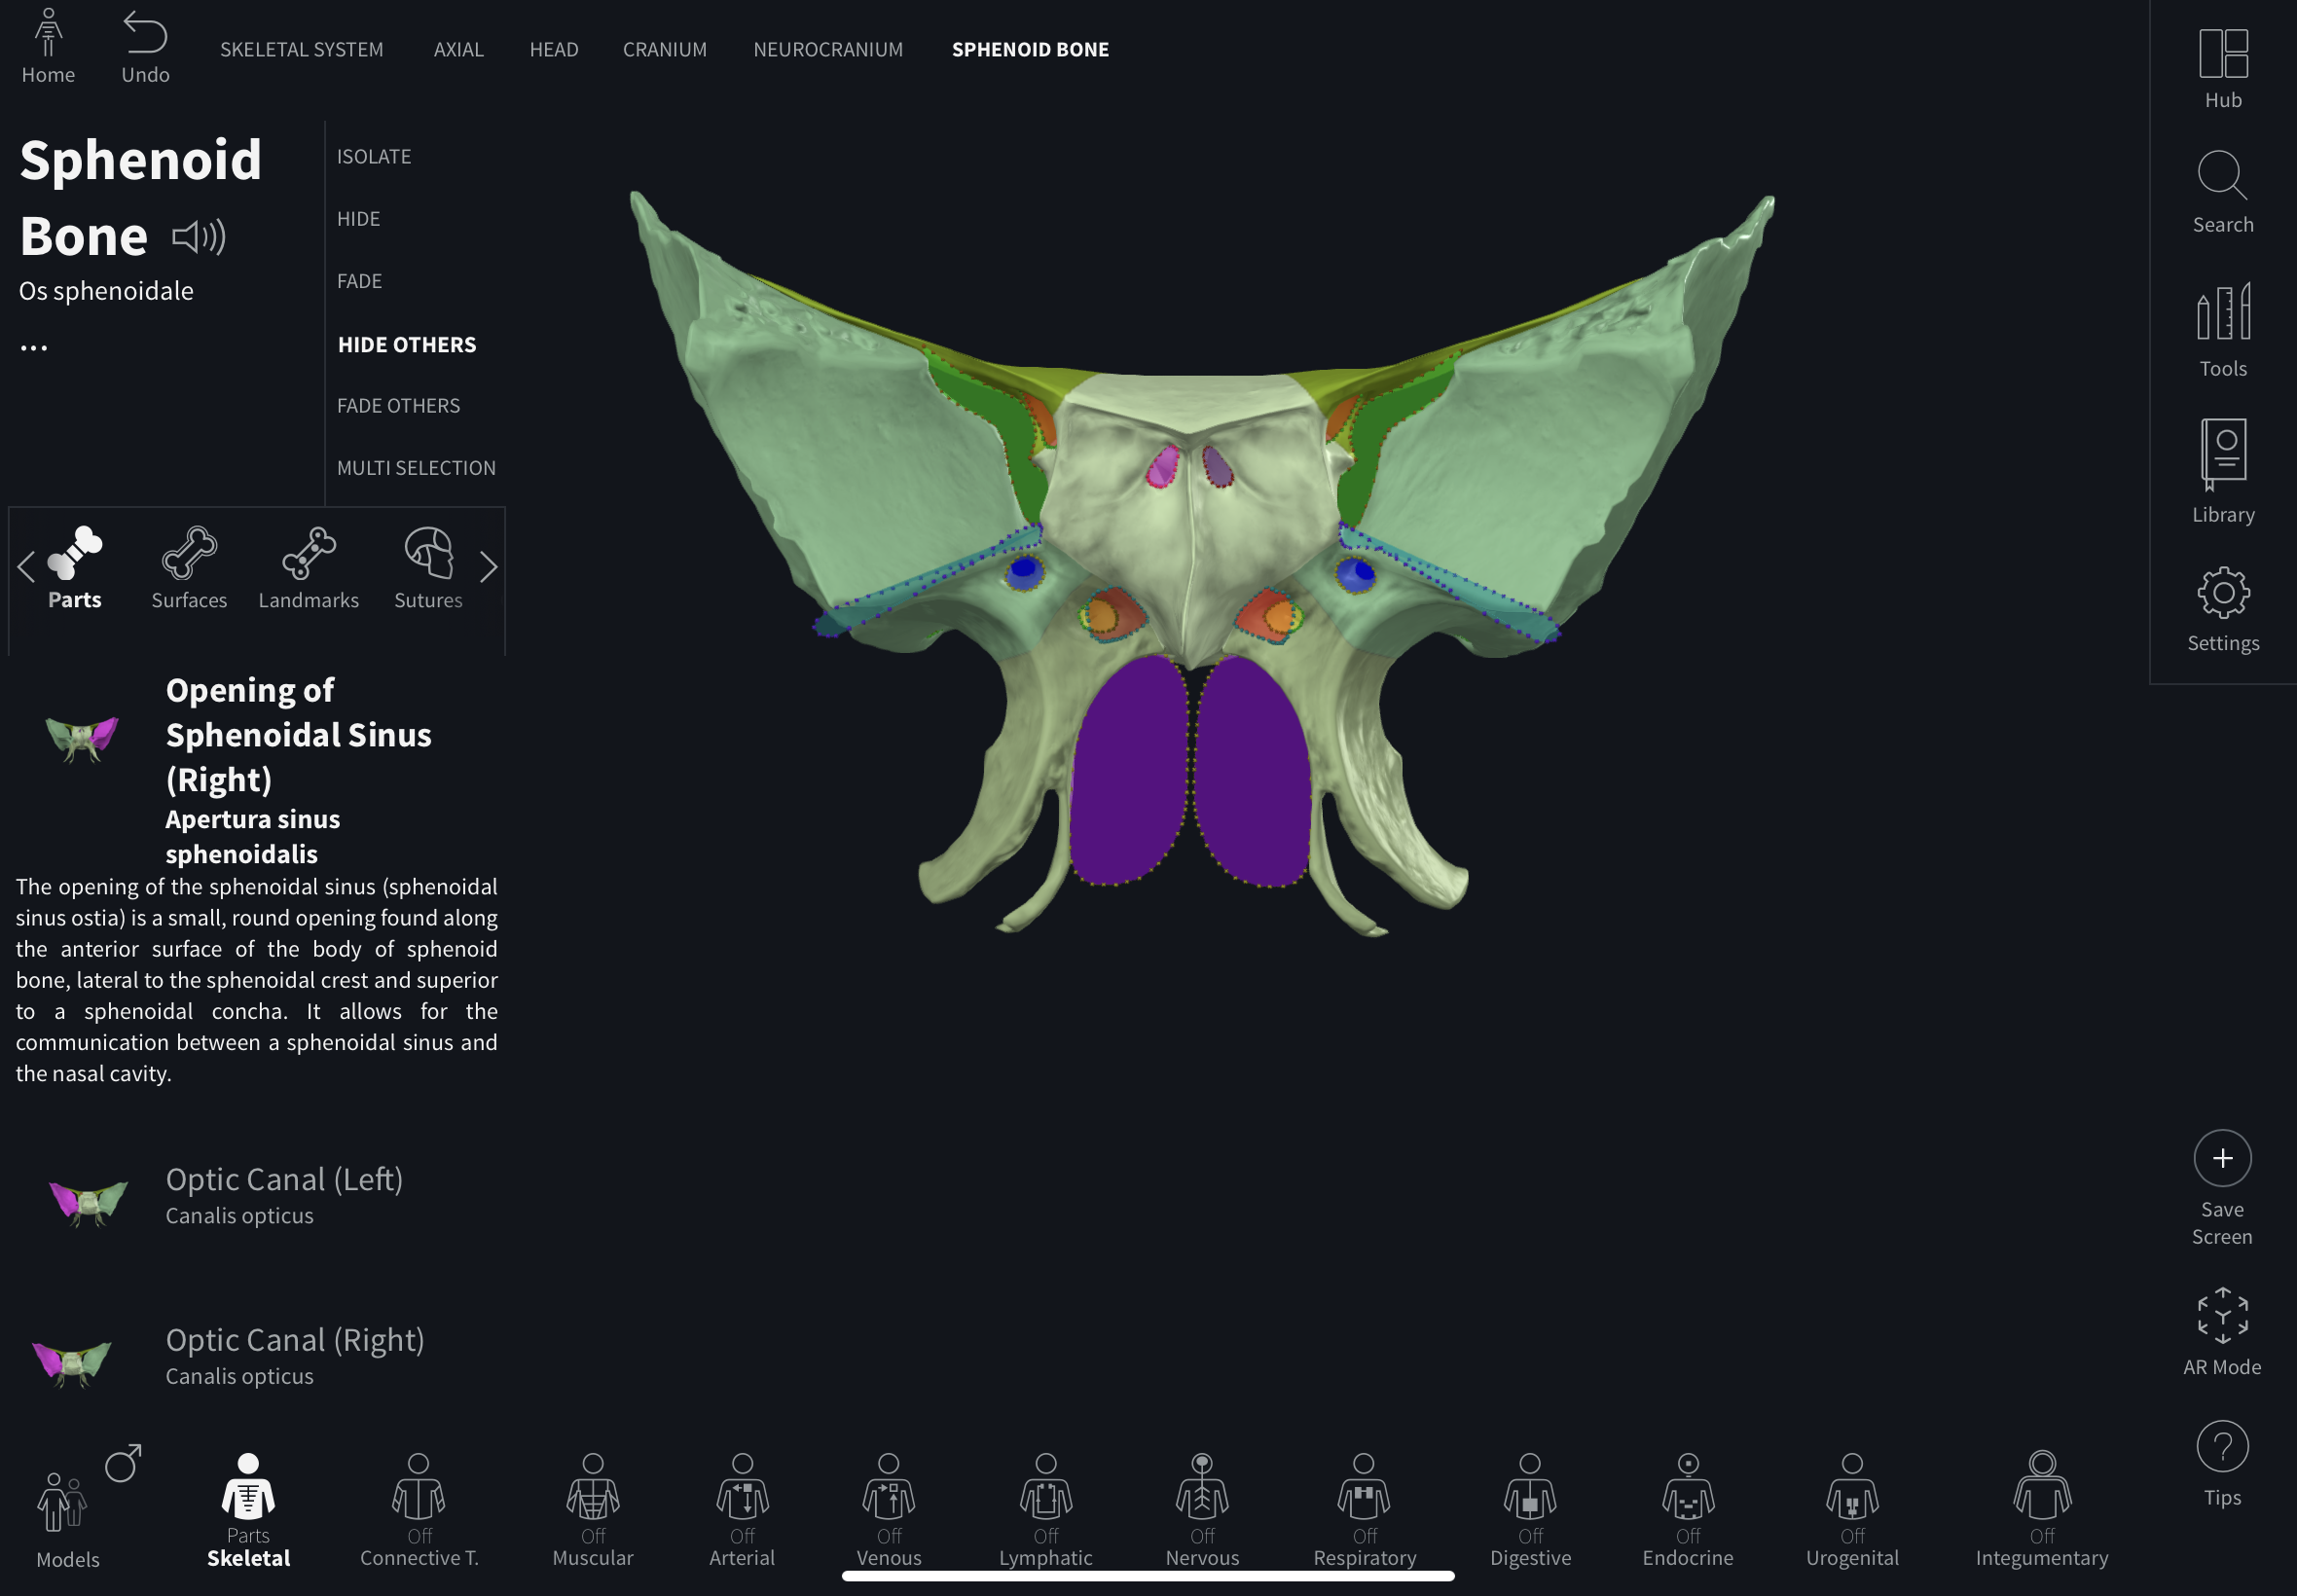 Home
Undo
SKELETAL SYSTEM
AXIAL
HEAD
CRANIUM
NEUROCRANIUM
SPHENOID BONE
Hub
Search
Tools
Library
Settings
Sphenoid
Bone
Os sphenoidale
...
ISOLATE
HIDE
FADE
HIDE OTHERS
FADE OTHERS
MULTI SELECTION
Parts
Surfaces
Landmarks
Sutures
Opening of
Sphenoidal Sinus
(Right)
Apertura sinus
sphenoidalis
The opening of the sphenoidal sinus (sphenoidal
sinus ostia) is a small, round opening found along
the anterior surface of the body of sphenoid
bone, lateral to the sphenoidal crest and superior
to a sphenoidal concha. It allows for the
communication between a sphenoidal sinus and
the nasal cavity.
Optic Canal (Left)
Canalis opticus
Optic Canal (Right)
Canalis opticus
Save
Screen
AR Mode
?
Tips
Models
Parts
Skeletal
Off
Connective T.
Off
Muscular
Off
Arterial
Off
Venous
Off
Lymphatic
Off
Nervous
Off
Respiratory
Off
Digestive
Off
Endocrine
Off
Urogenital
Off
Integumentary